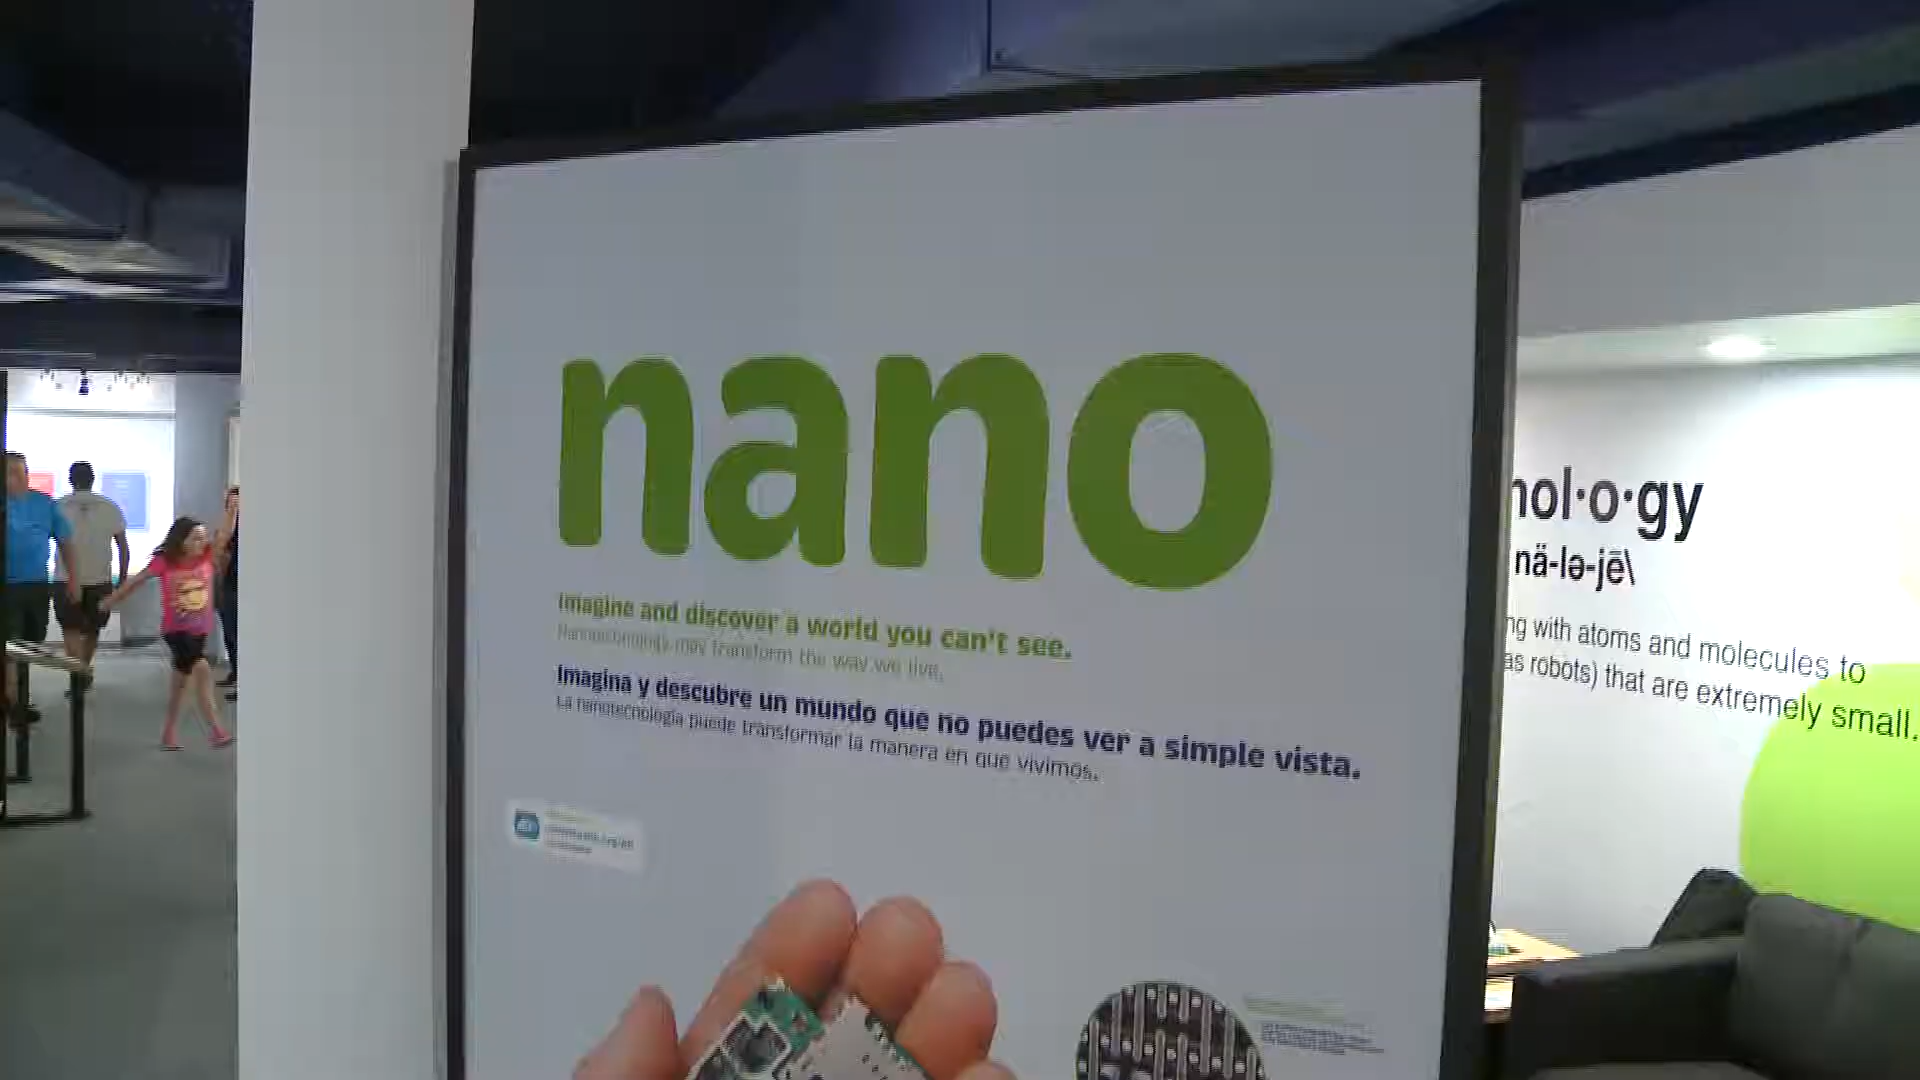 nano
Imagine and discover a world you can't see.
Nanotechnology may transform the way we live.
Imagina y descubre un mundo que no puedes ver a simple vista.
La nanotecnología puede transformar la manera en que vivimos.
nol·o·gy
nä-lə-jē\
ng with atoms and molecules to
as robots) that are extremely small.